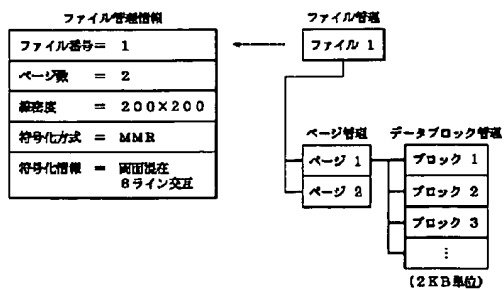 ファイル管理情報
ファイル番号= 1
ページ数 = 2
線密度 = 200×200
符号化方式 = MMR
符号化情報 = 両面混在
8ライン交互
ファイル管理
ファイル 1
ページ管理
ページ 1
ページ 2
データブロック管理
ブロック 1
ブロック 2
ブロック 3
⋮
(2KB単位)